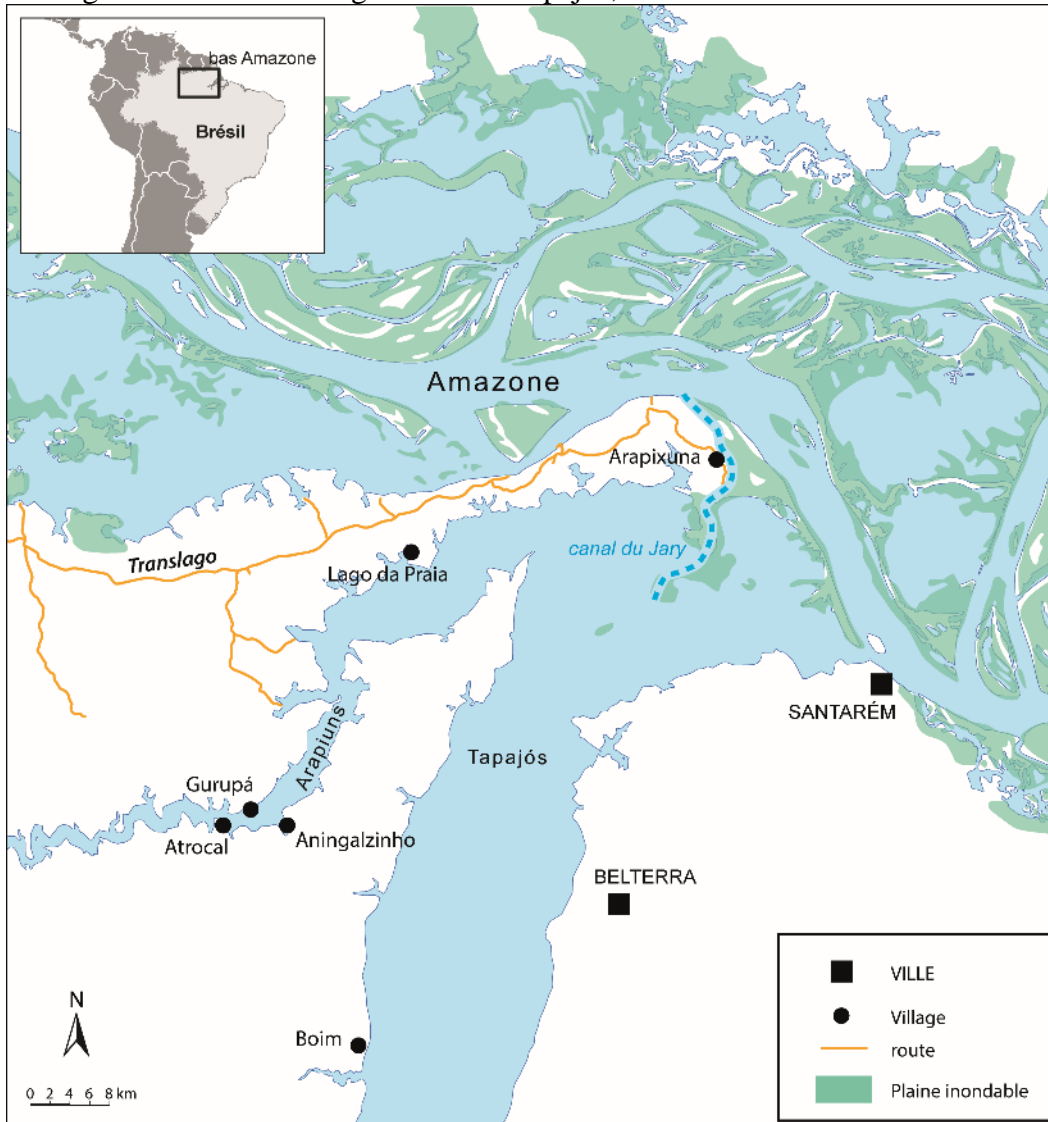 bas Amazone
Brésil
Amazone
Arapixuna
canal du Jary
Translago
Lago da Praia
SANTARÉM
Arapiuns
Tapajós
Gurupá
Atrocal
Aningalzinho
BELTERRA
Boim
N
0 2 4 6 8 km
VILLE
Village
route
Plaine inondable